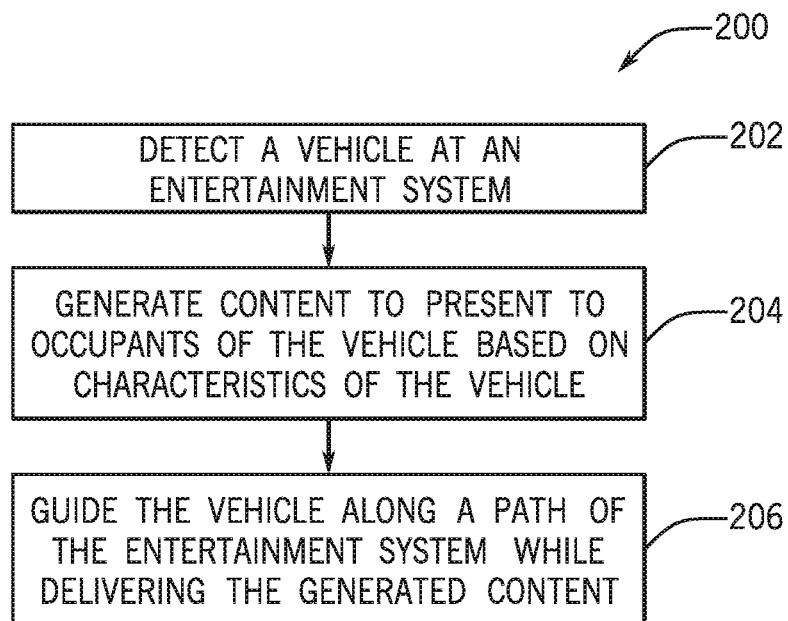 200
DETECT A VEHICLE AT AN
ENTERTAINMENT SYSTEM
202
GENERATE CONTENT TO PRESENT TO
OCCUPANTS OF THE VEHICLE BASED ON
CHARACTERISTICS OF THE VEHICLE
204
GUIDE THE VEHICLE ALONG A PATH OF
THE ENTERTAINMENT SYSTEM WHILE
DELIVERING THE GENERATED CONTENT
206